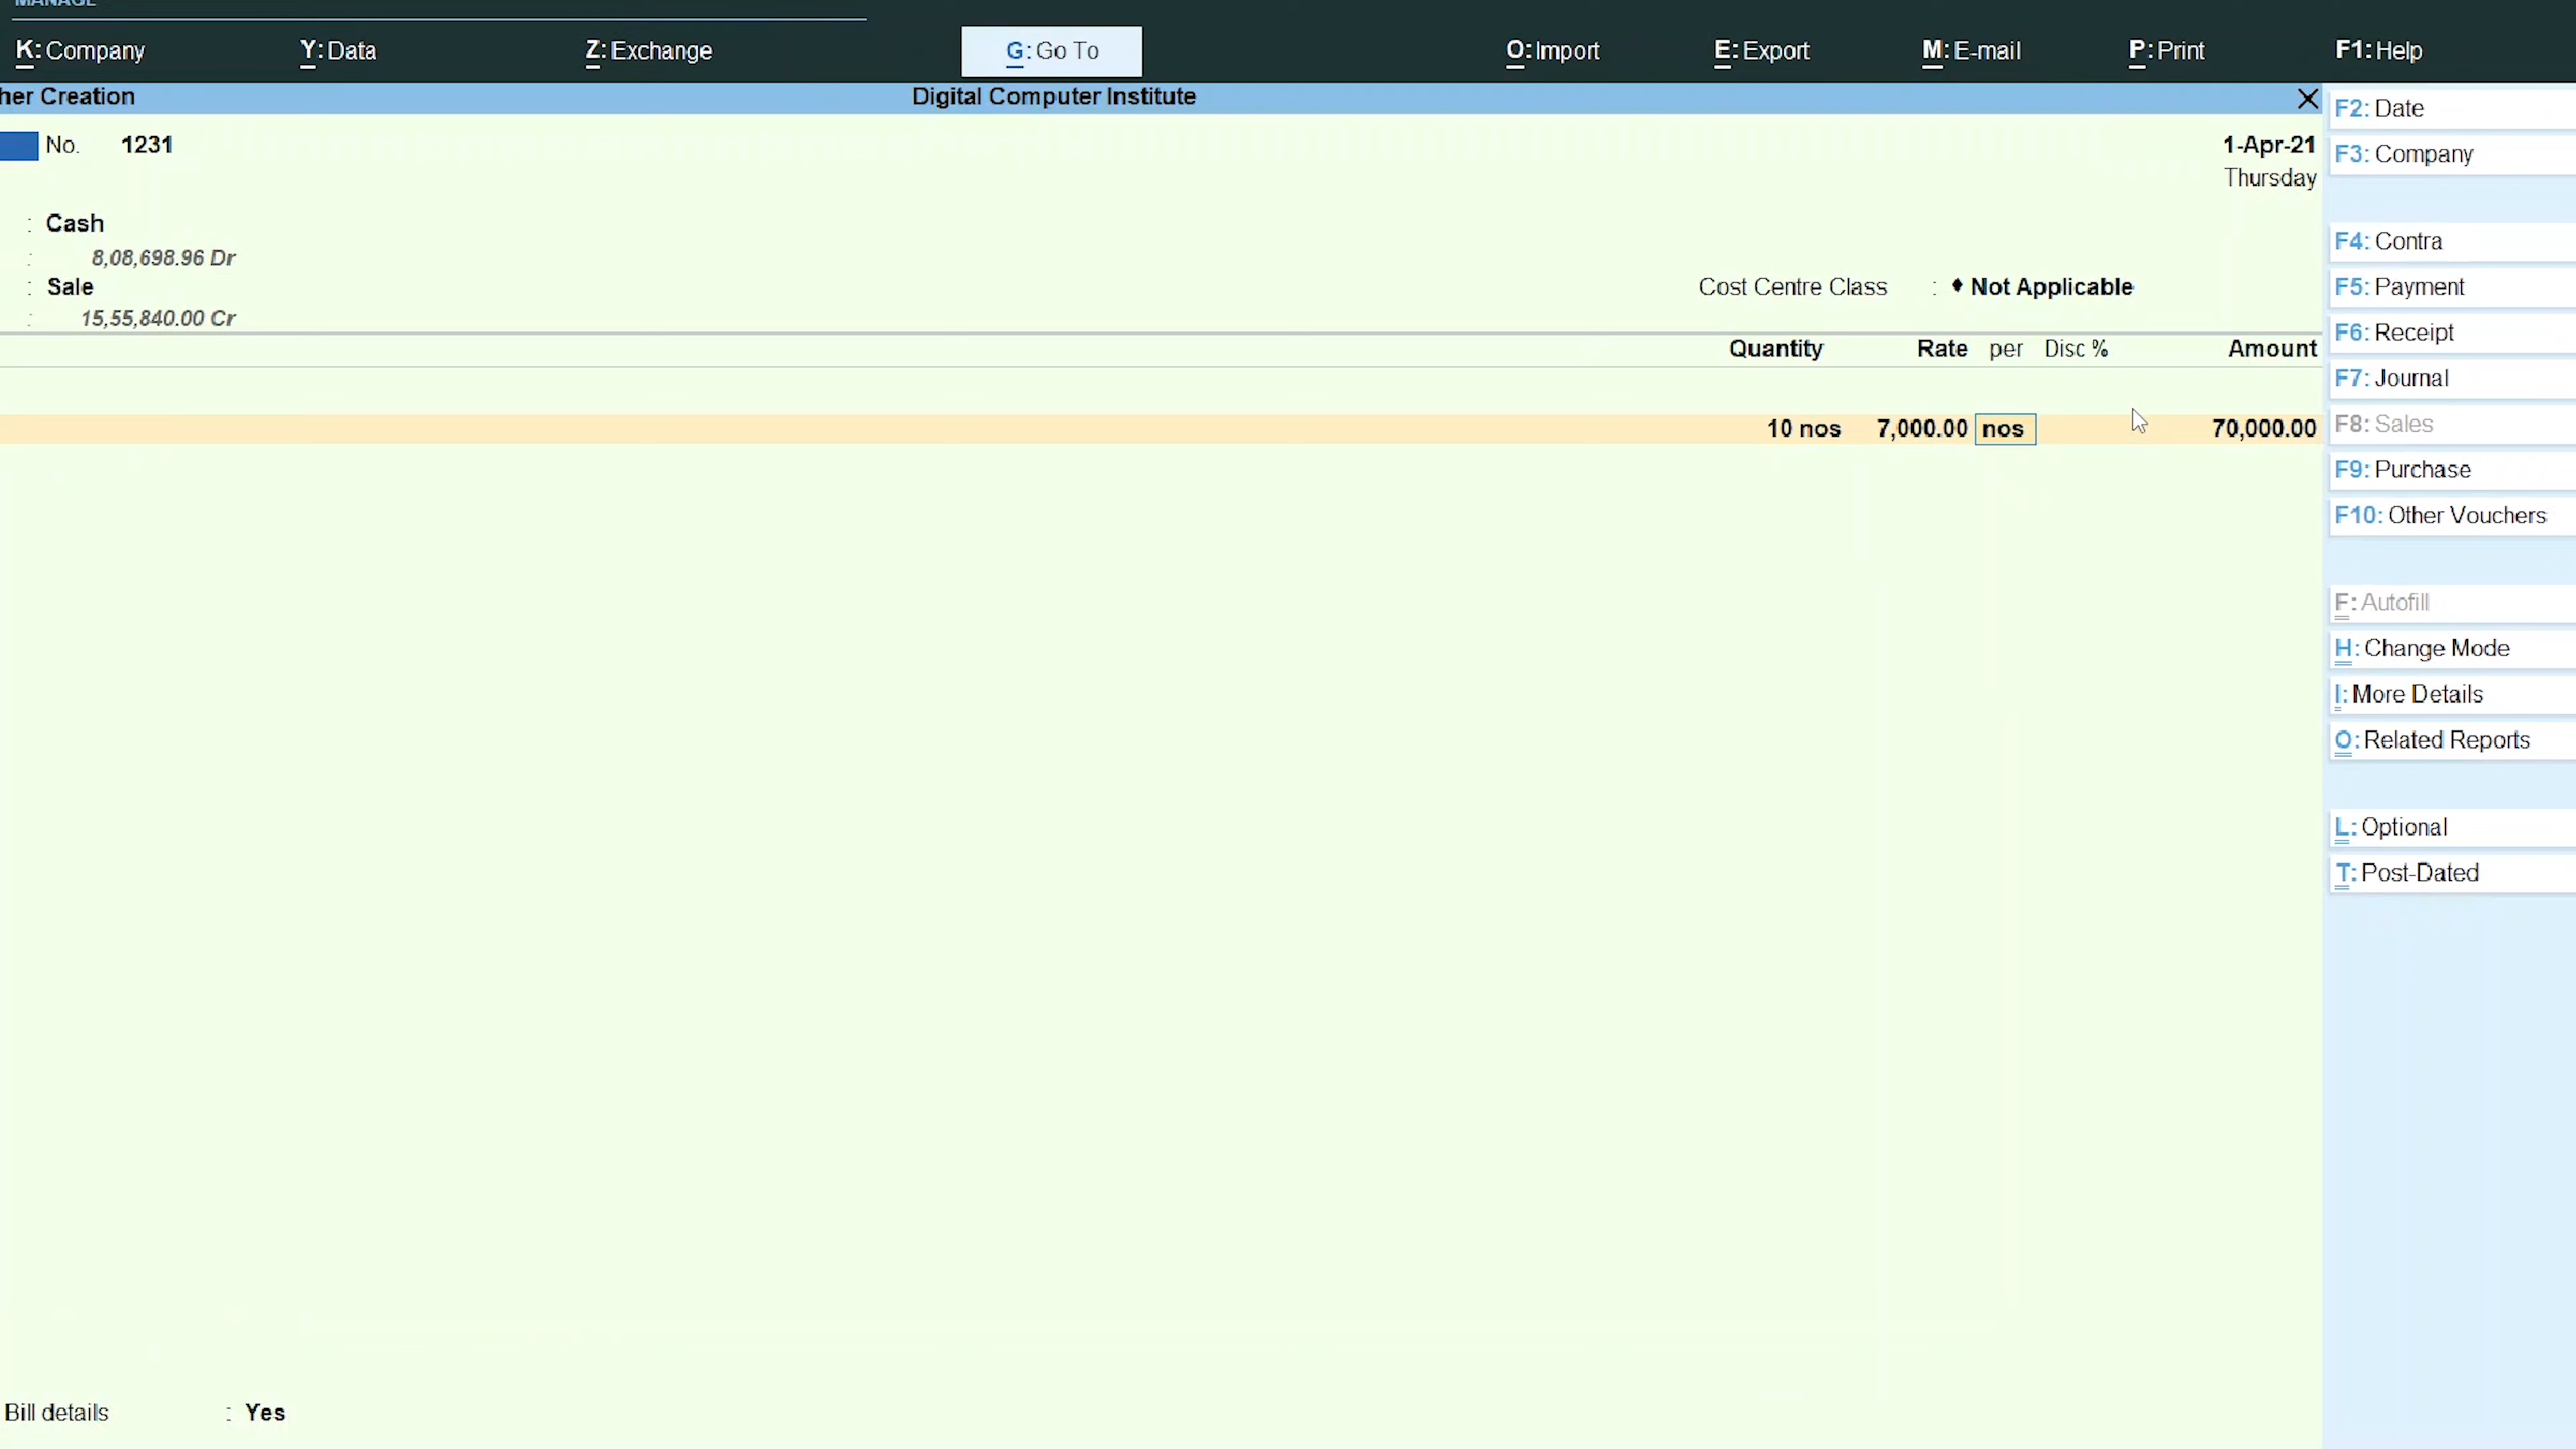 MANAGE
K: Company Y: Data Z: Exchange G: Go To O: Import E: Export M: E-mail P: Print F1: Help
her Creation Digital Computer Institute
No. 1231 1-Apr-21
Thursday
: Cash
: 8,08,698.96 Dr
: Sale Cost Centre Class : ♦ Not Applicable
: 15,55,840.00 Cr
Quantity Rate per Disc % Amount
10 nos 7,000.00 nos 70,000.00
Bill details : Yes
F2: Date
F3: Company
F4: Contra
F5: Payment
F6: Receipt
F7: Journal
F8: Sales
F9: Purchase
F10: Other Vouchers
F: Autofill
H: Change Mode
I: More Details
O: Related Reports
L: Optional
T: Post-Dated